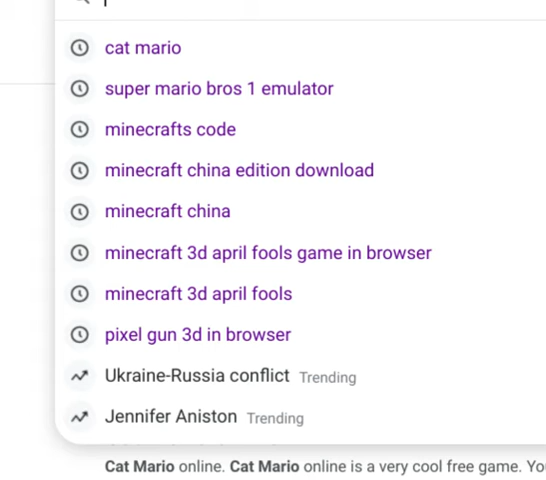 cat mario
super mario bros 1 emulator
minecrafts code
minecraft china edition download
minecraft china
minecraft 3d april fools game in browser
minecraft 3d april fools
pixel gun 3d in browser
Ukraine-Russia conflict Trending
Jennifer Aniston Trending
Cat Mario online. Cat Mario online is a very cool free game. Yo